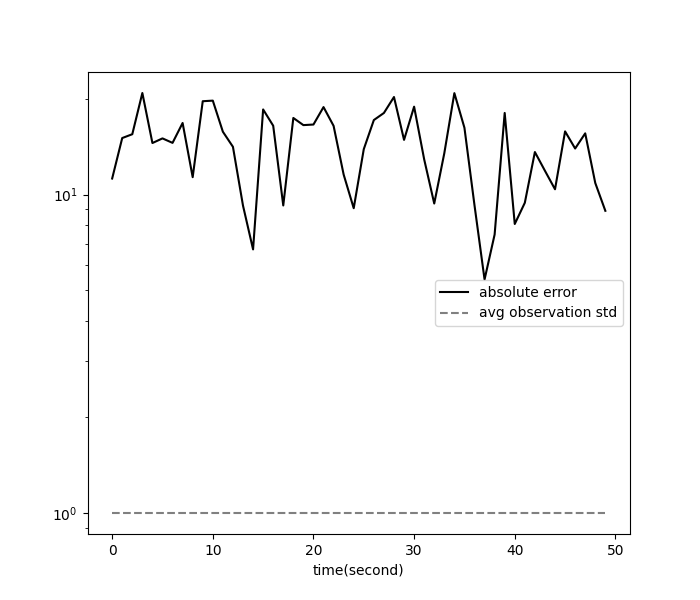 10¹
10⁰
absolute error
avg observation std
0 10 20 30 40 50
time(second)